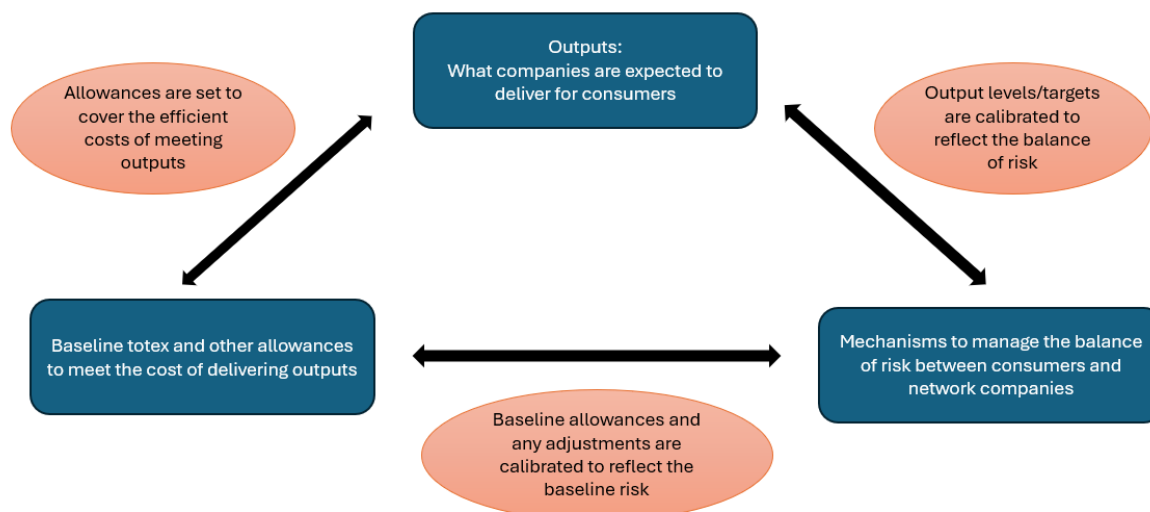 Outputs:
What companies are expected to
deliver for consumers
Allowances are set to
cover the efficient
costs of meeting
outputs
Output levels/targets
are calibrated to
reflect the balance
of risk
Baseline totex and other allowances
to meet the cost of delivering outputs
Mechanisms to manage the balance
of risk between consumers and
network companies
Baseline allowances and
any adjustments are
calibrated to reflect the
baseline risk